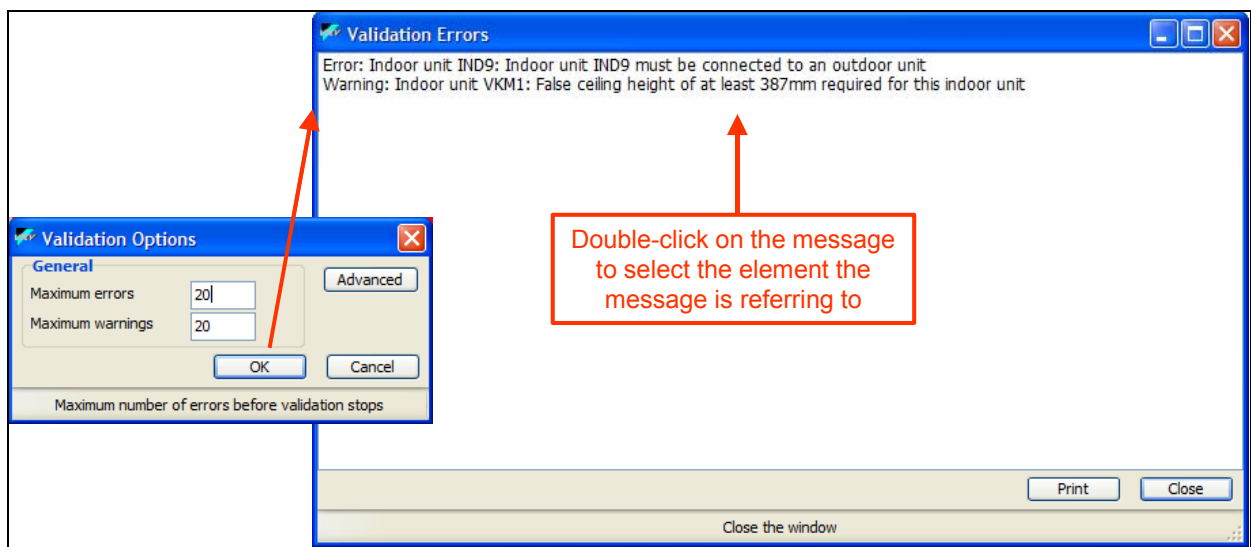 Validation Errors
Error: Indoor unit IND9: Indoor unit IND9 must be connected to an outdoor unit
Warning: Indoor unit VKM1: False ceiling height of at least 387mm required for this indoor unit
Double-click on the message
to select the element the
message is referring to
Print
Close
Close the window
Validation Options
General
Maximum errors 20
Maximum warnings 20
Advanced
OK
Cancel
Maximum number of errors before validation stops